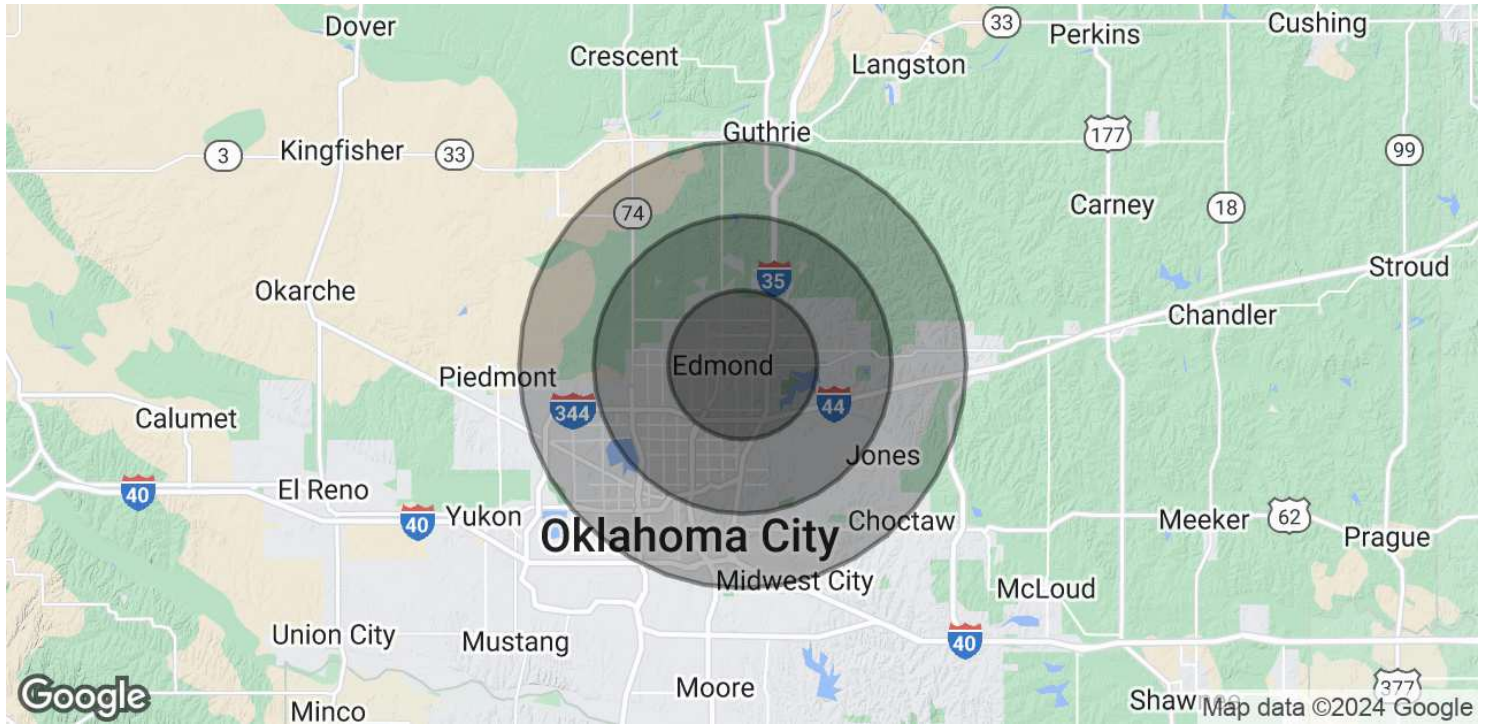 Dover
Crescent
33
Perkins
Cushing
Langston
Guthrie
177
3
Kingfisher
33
99
74
Carney
18
35
Okarche
Stroud
Chandler
Edmond
Piedmont
344
44
Calumet
Jones
40
El Reno
40
Yukon
Oklahoma City
Choctaw
Meeker
62
Prague
Midwest City
McLoud
Union City
Mustang
40
Moore
377
Google
Minco
Map data ©2024 Google